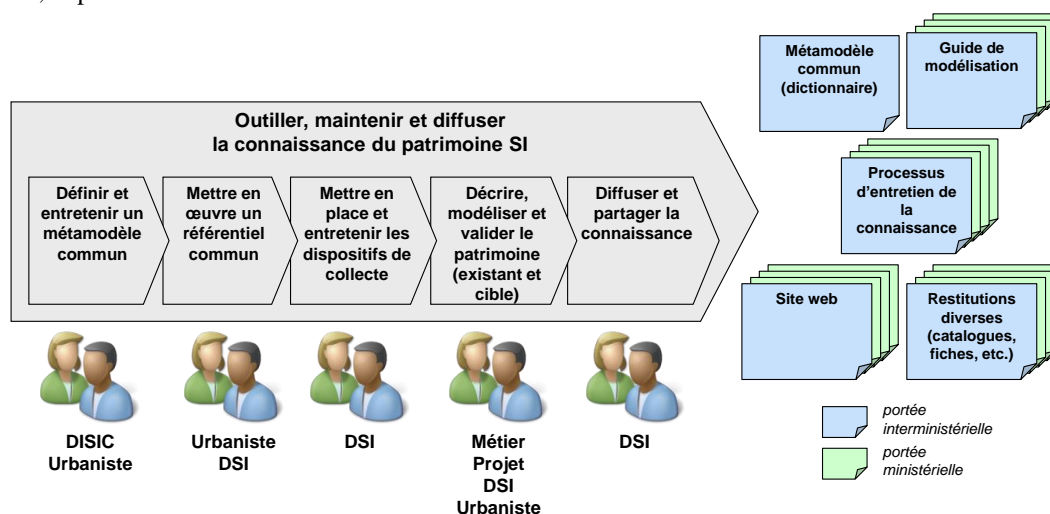 Outiller, maintenir et diffuser
la connaissance du patrimoine SI
Définir et
entretenir un
métamodèle
commun
Mettre en
œuvre un
référentiel
commun
Mettre en
place et
entretenir les
dispositifs de
collecte
Décrire,
modéliser et
valider le
patrimoine
(existant et
cible)
Diffuser et
partager la
connaissance
DISIC
Urbaniste
Urbaniste
DSI
DSI
Métier
Projet
DSI
Urbaniste
DSI
Métamodèle
commun
(dictionnaire)
Guide de
modélisation
Processus
d'entretien de
la
connaissance
Site web
Restitutions
diverses
(catalogues,
fiches, etc.)
portée
interministérielle
portée
ministérielle